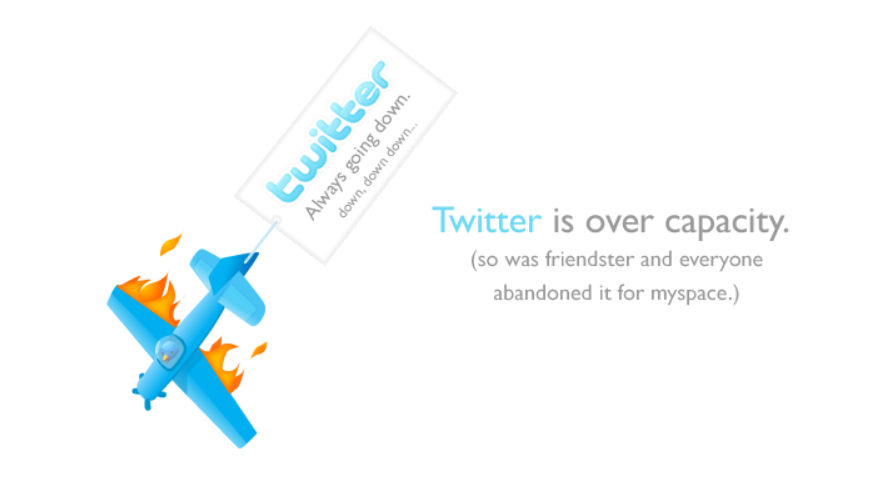 twitter
Always going down.
down, down down...
Twitter is over capacity.
(so was friendster and everyone
abandoned it for myspace.)